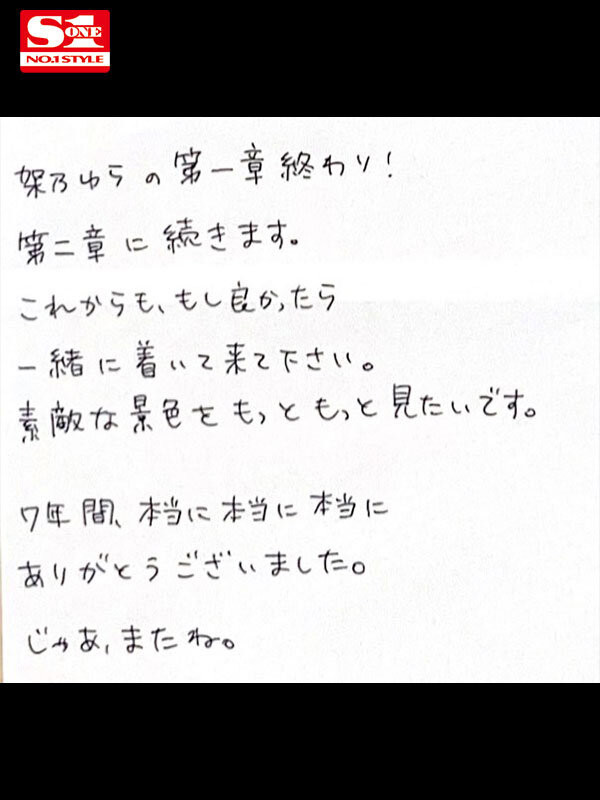 S1
ONE
NO.1 STYLE
架乃ゆらの第一章終わり!
第二章に続きます。
これからも、もし良かったら
一緒に着いて来て下さい。
素敵な景色をもっともっと見たいです。
7年間、本当に本当に本当に
ありがとうございました。
じゃあ、またね。